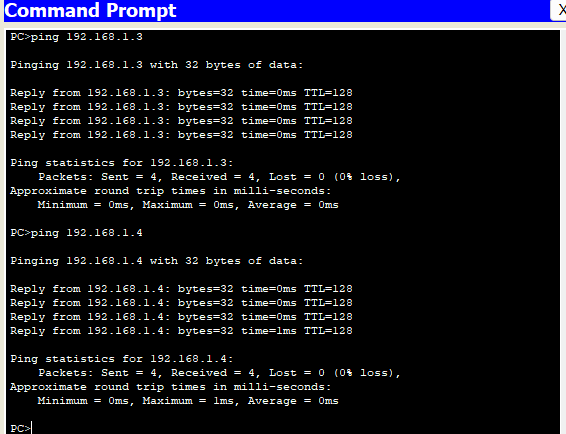 Command Prompt
X
PC>ping 192.168.1.3
Pinging 192.168.1.3 with 32 bytes of data:
Reply from 192.168.1.3: bytes=32 time=0ms TTL=128
Reply from 192.168.1.3: bytes=32 time=0ms TTL=128
Reply from 192.168.1.3: bytes=32 time=0ms TTL=128
Reply from 192.168.1.3: bytes=32 time=0ms TTL=128
Ping statistics for 192.168.1.3:
    Packets: Sent = 4, Received = 4, Lost = 0 (0% loss),
Approximate round trip times in milli-seconds:
    Minimum = 0ms, Maximum = 0ms, Average = 0ms
PC>ping 192.168.1.4
Pinging 192.168.1.4 with 32 bytes of data:
Reply from 192.168.1.4: bytes=32 time=0ms TTL=128
Reply from 192.168.1.4: bytes=32 time=0ms TTL=128
Reply from 192.168.1.4: bytes=32 time=0ms TTL=128
Reply from 192.168.1.4: bytes=32 time=1ms TTL=128
Ping statistics for 192.168.1.4:
    Packets: Sent = 4, Received = 4, Lost = 0 (0% loss),
Approximate round trip times in milli-seconds:
    Minimum = 0ms, Maximum = 1ms, Average = 0ms
PC>